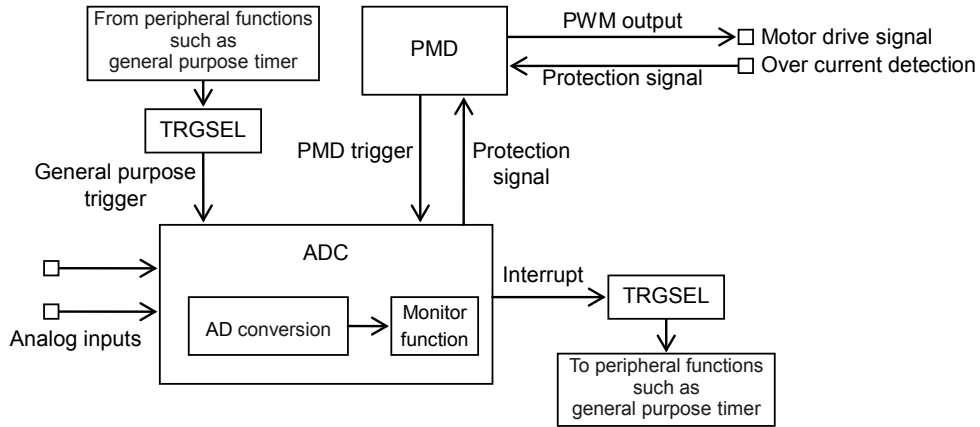 From peripheral functions
such as
general purpose timer
PMD
PWM output
Motor drive signal
Protection signal
Over current detection
TRGSEL
General purpose
trigger
PMD trigger
Protection
signal
ADC
Analog inputs
AD conversion
Monitor
function
Interrupt
TRGSEL
To peripheral functions
such as
general purpose timer